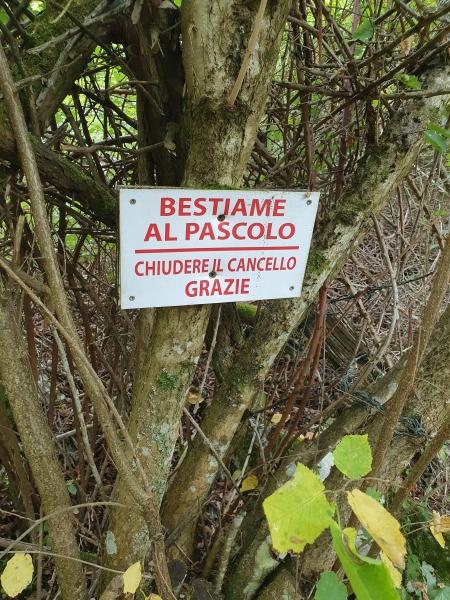 BESTIAME
AL PASCOLO
CHIUDERE IL CANCELLO
GRAZIE